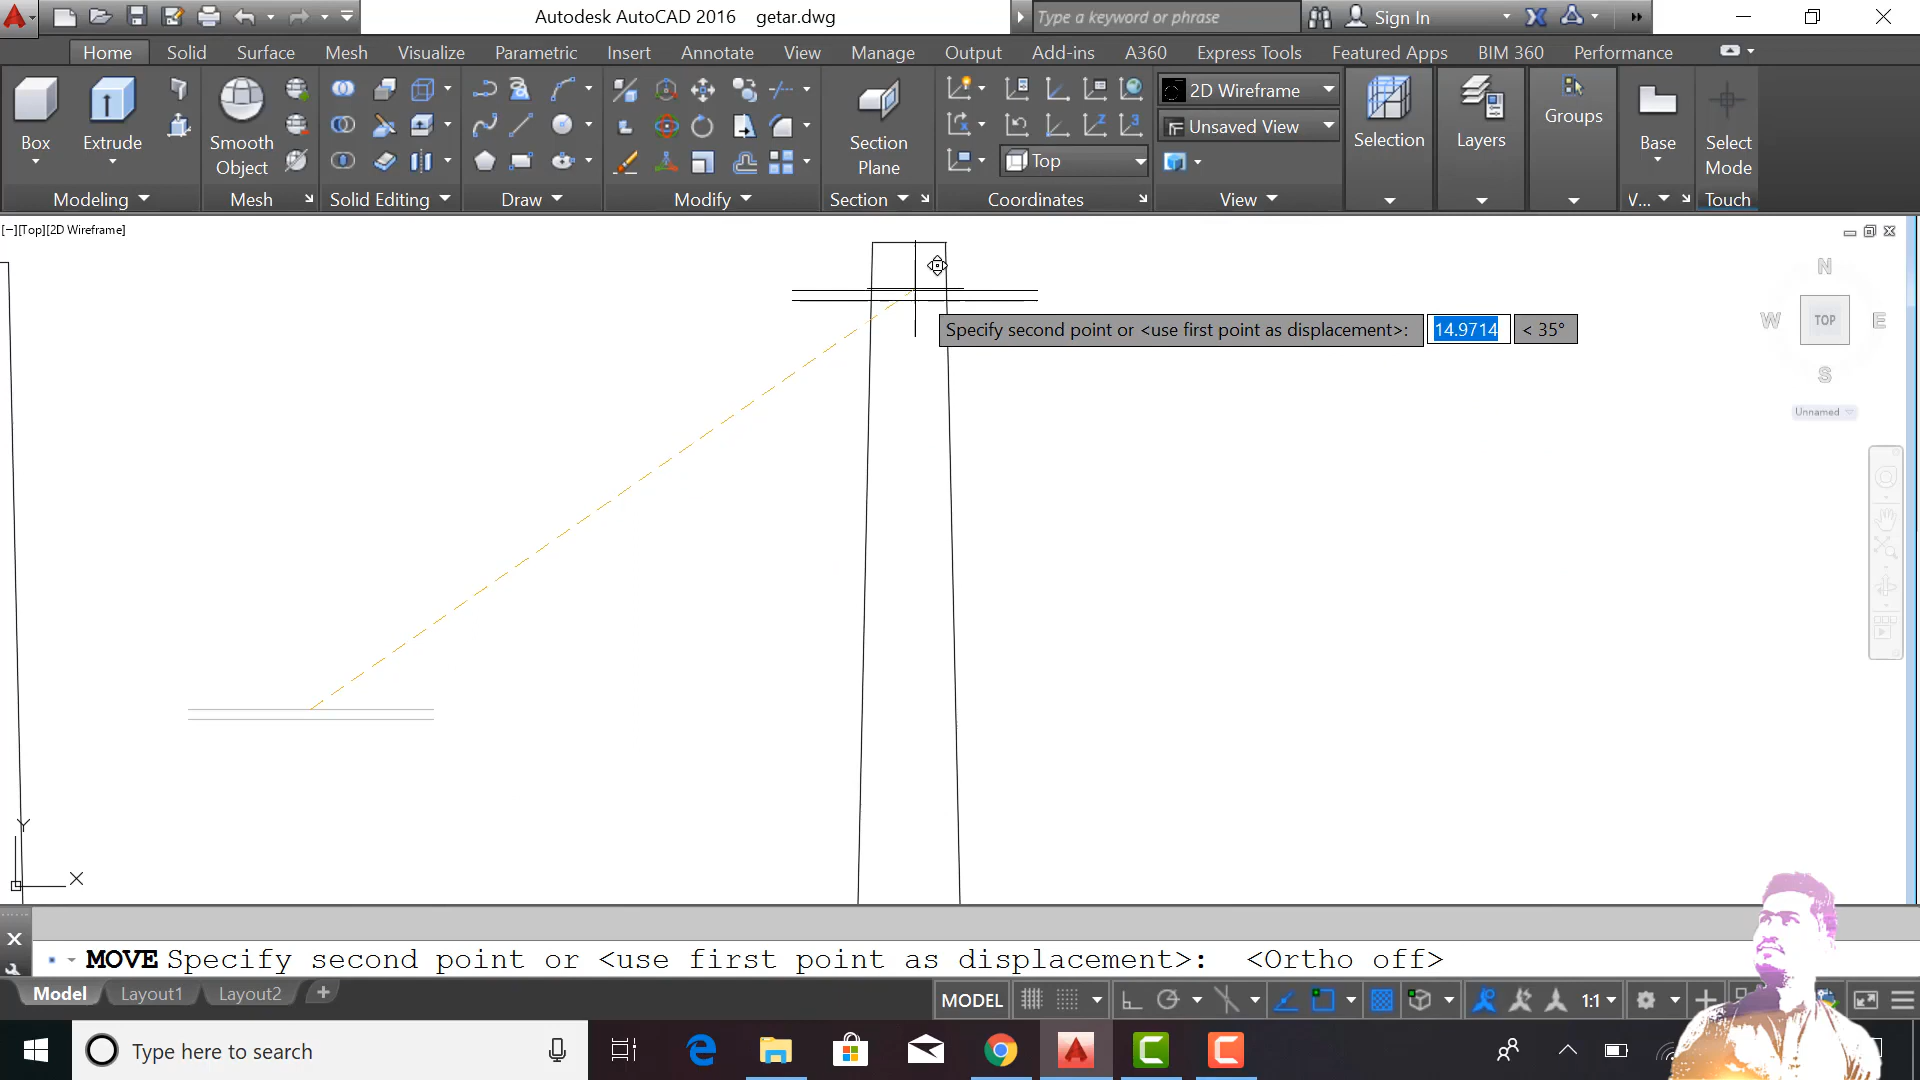 Autodesk AutoCAD 2016 getar.dwg
Type a keyword or phrase
Sign In
Home Solid Surface Mesh Visualize Parametric Insert Annotate View Manage Output Add-ins A360 Express Tools Featured Apps BIM 360 Performance
Box
Extrude
Smooth
Object
Section
Plane
2D Wireframe
Unsaved View
Top
Selection
Layers
Groups
Base
Select
Mode
Modeling Mesh Solid Editing Draw Modify Section Coordinates View V... Touch
[−][Top][2D Wireframe]
N
W TOP E
S
Unnamed
Specify second point or <use first point as displacement>: 14.9714 < 35°
Y
X
MOVE Specify second point or <use first point as displacement>: <Ortho off>
Model Layout1 Layout2 +
MODEL 1:1
Type here to search